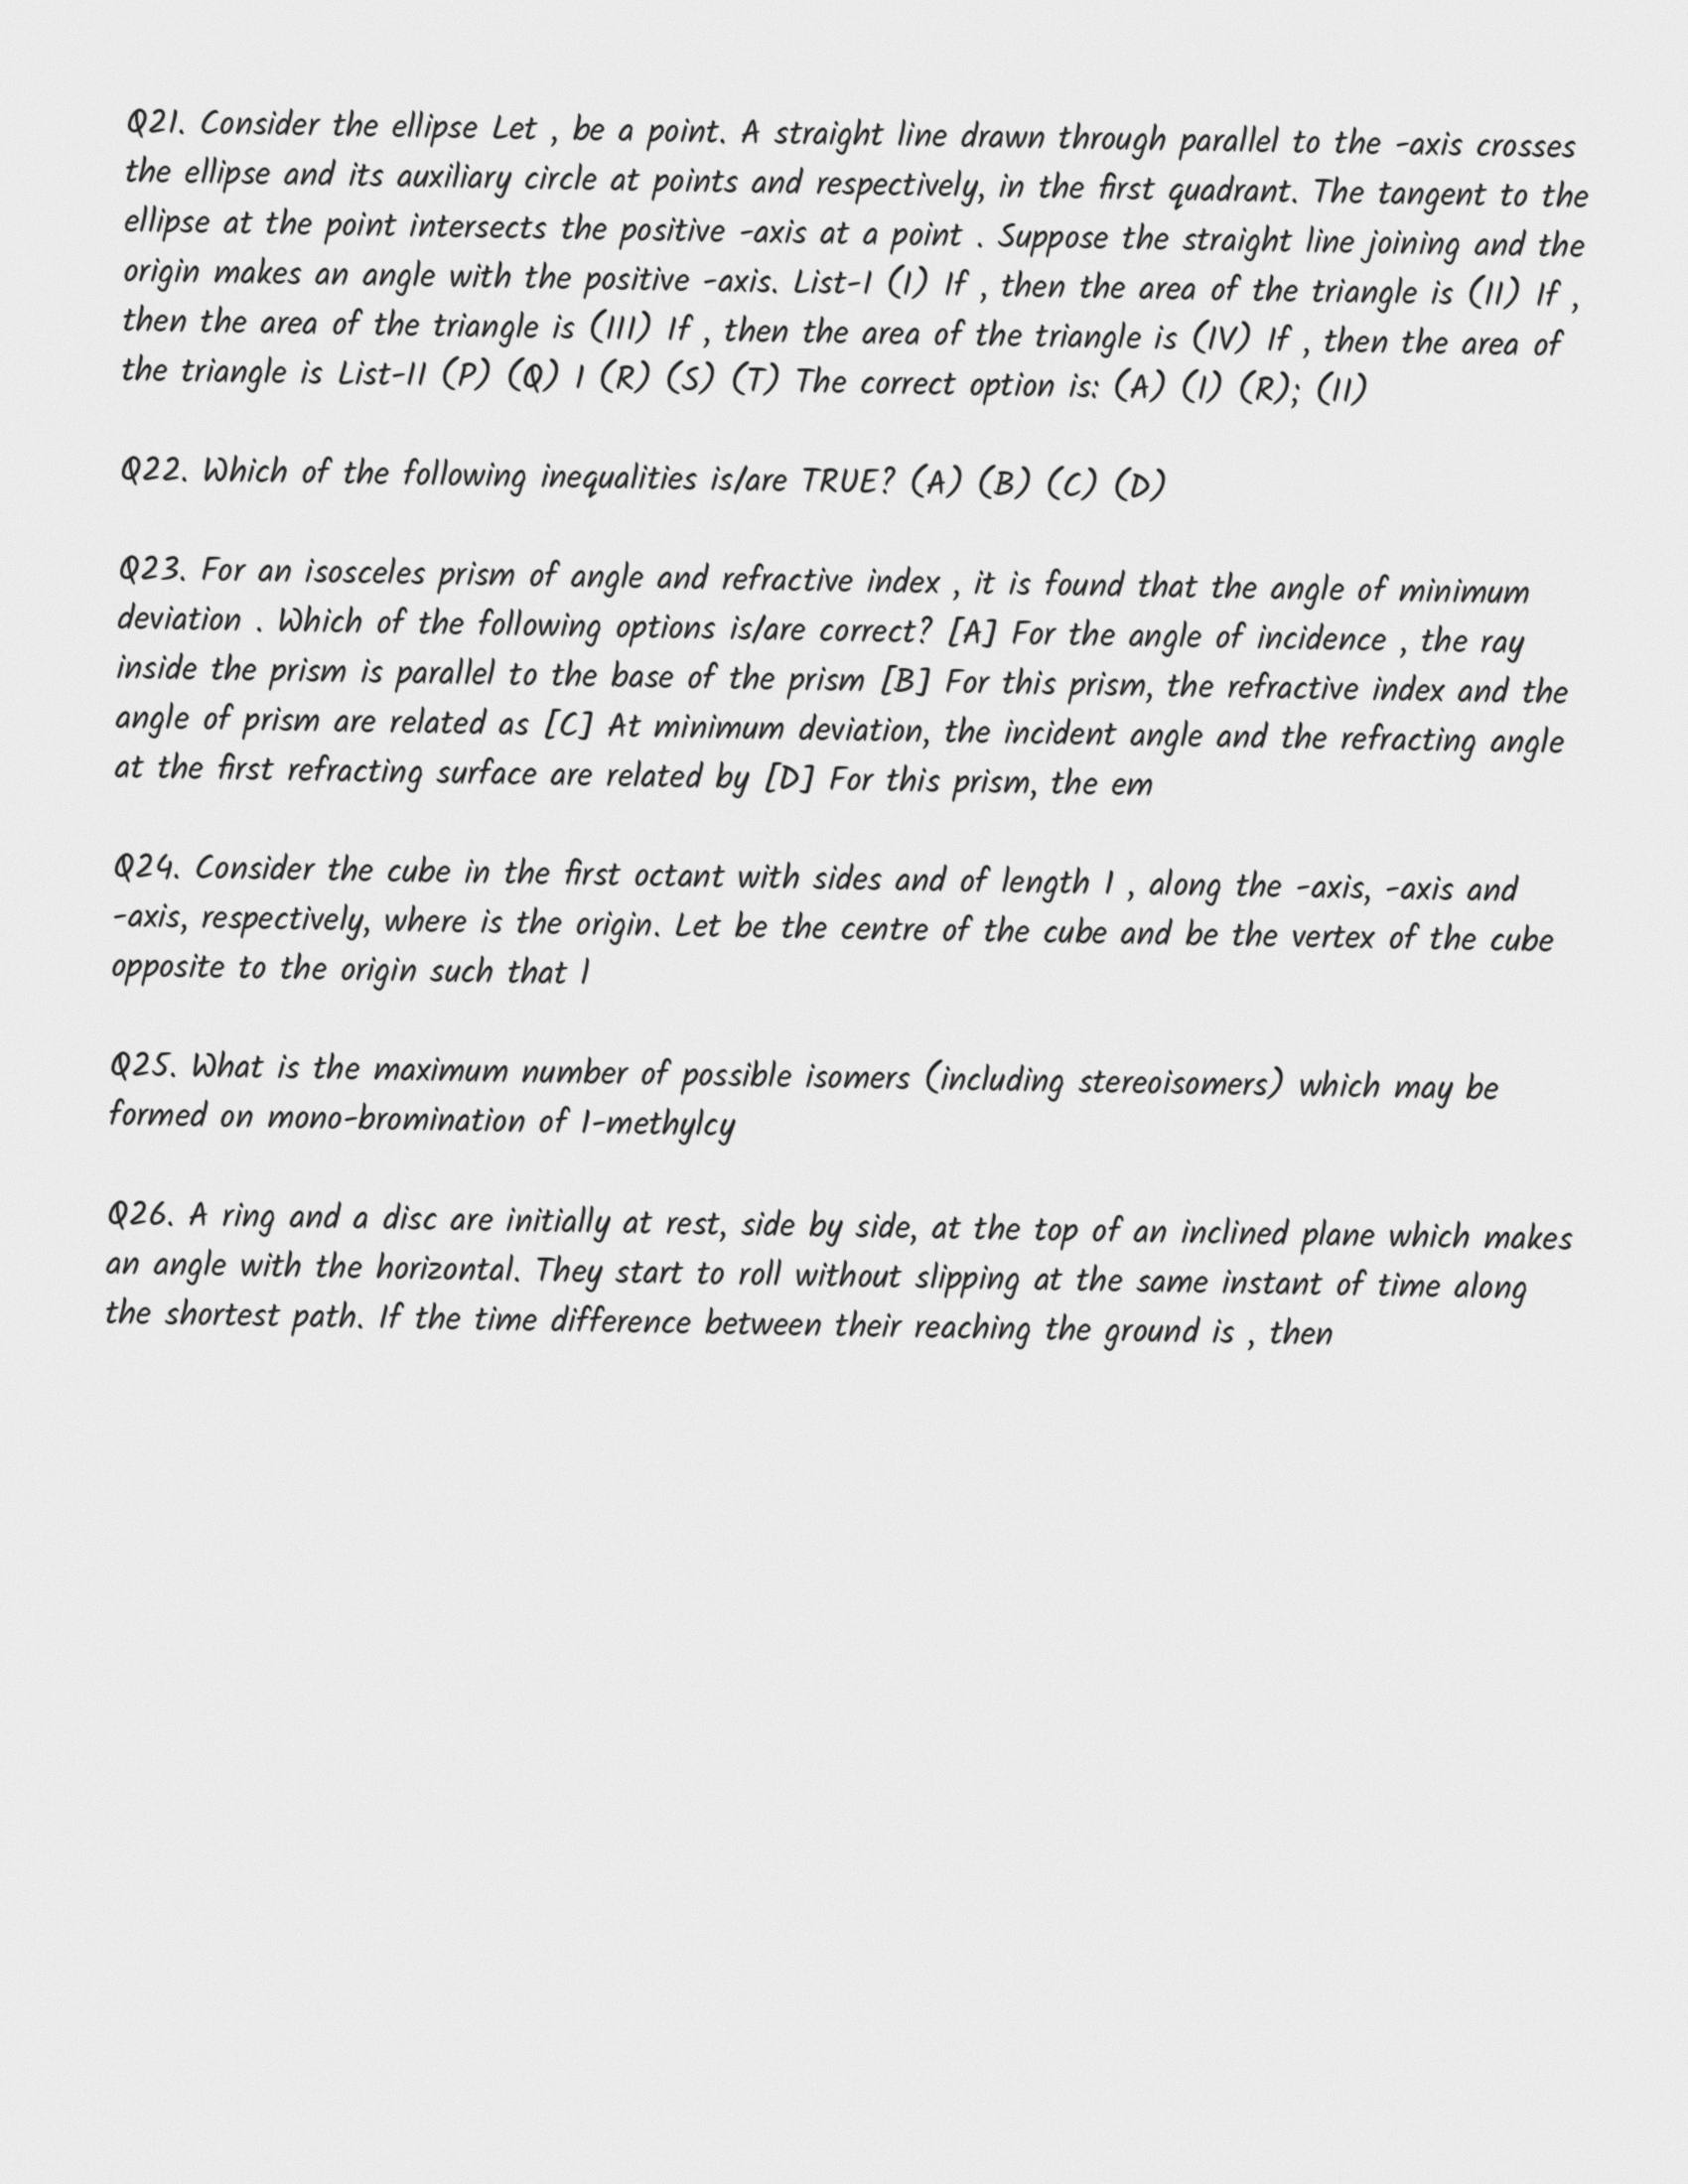 Q21. Consider the ellipse Let , be a point. A straight line drawn through parallel to the -axis crosses
the ellipse and its auxiliary circle at points and respectively, in the first quadrant. The tangent to the
ellipse at the point intersects the positive -axis at a point . Suppose the straight line joining and the
origin makes an angle with the positive -axis. List-I (I) If , then the area of the triangle is (II) If ,
then the area of the triangle is (III) If , then the area of the triangle is (IV) If , then the area of
the triangle is List-II (P) (Q) 1 (R) (S) (T) The correct option is: (A) (I) (R); (II)
Q22. Which of the following inequalities is/are TRUE? (A) (B) (C) (D)
Q23. For an isosceles prism of angle and refractive index , it is found that the angle of minimum
deviation . Which of the following options is/are correct? [A] For the angle of incidence , the ray
inside the prism is parallel to the base of the prism [B] For this prism, the refractive index and the
angle of prism are related as [C] At minimum deviation, the incident angle and the refracting angle
at the first refracting surface are related by [D] For this prism, the em
Q24. Consider the cube in the first octant with sides and of length 1 , along the -axis, -axis and
-axis, respectively, where is the origin. Let be the centre of the cube and be the vertex of the cube
opposite to the origin such that l
Q25. What is the maximum number of possible isomers (including stereoisomers) which may be
formed on mono-bromination of 1-methylcy
Q26. A ring and a disc are initially at rest, side by side, at the top of an inclined plane which makes
an angle with the horizontal. They start to roll without slipping at the same instant of time along
the shortest path. If the time difference between their reaching the ground is , then